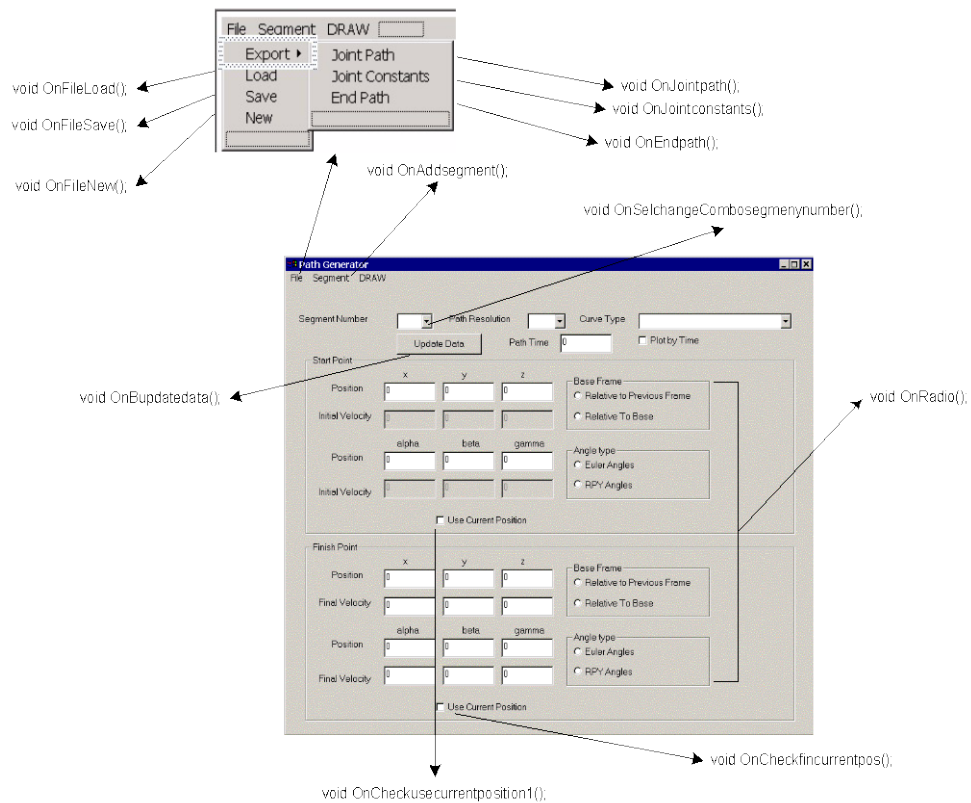 File Segment DRAW
Export
Load
Save
New
Joint Path
Joint Constants
End Path
void OnFileLoad();
void OnFileSave();
void OnFileNew();
void OnJointpath();
void OnJointconstants();
void OnEndpath();
void OnAddsegment();
void OnSelchangeCombosegmenynumber();
Path Generator
File Segment DRAW
Segment Number
Path Resolution
Curve Type
Update Data
Path Time
0
Plot by Time
void OnBupdatedata();
void OnRadio();
Start Point
x y z
Position 0 0 0
Initial Velocity 0 0 0
alpha beta gamma
Position 0 0 0
Initial Velocity 0 0 0
Base Frame
Relative to Previous Frame
Relative To Base
Angle type
Euler Angles
RPY Angles
Use Current Position
Finish Point
x y z
Position 0 0 0
Final Velocity 0 0 0
alpha beta gamma
Position 0 0 0
Final Velocity 0 0 0
Base Frame
Relative to Previous Frame
Relative To Base
Angle type
Euler Angles
RPY Angles
Use Current Position
void OnCheckfincurrentpos();
void OnCheckusecurrentposition1();